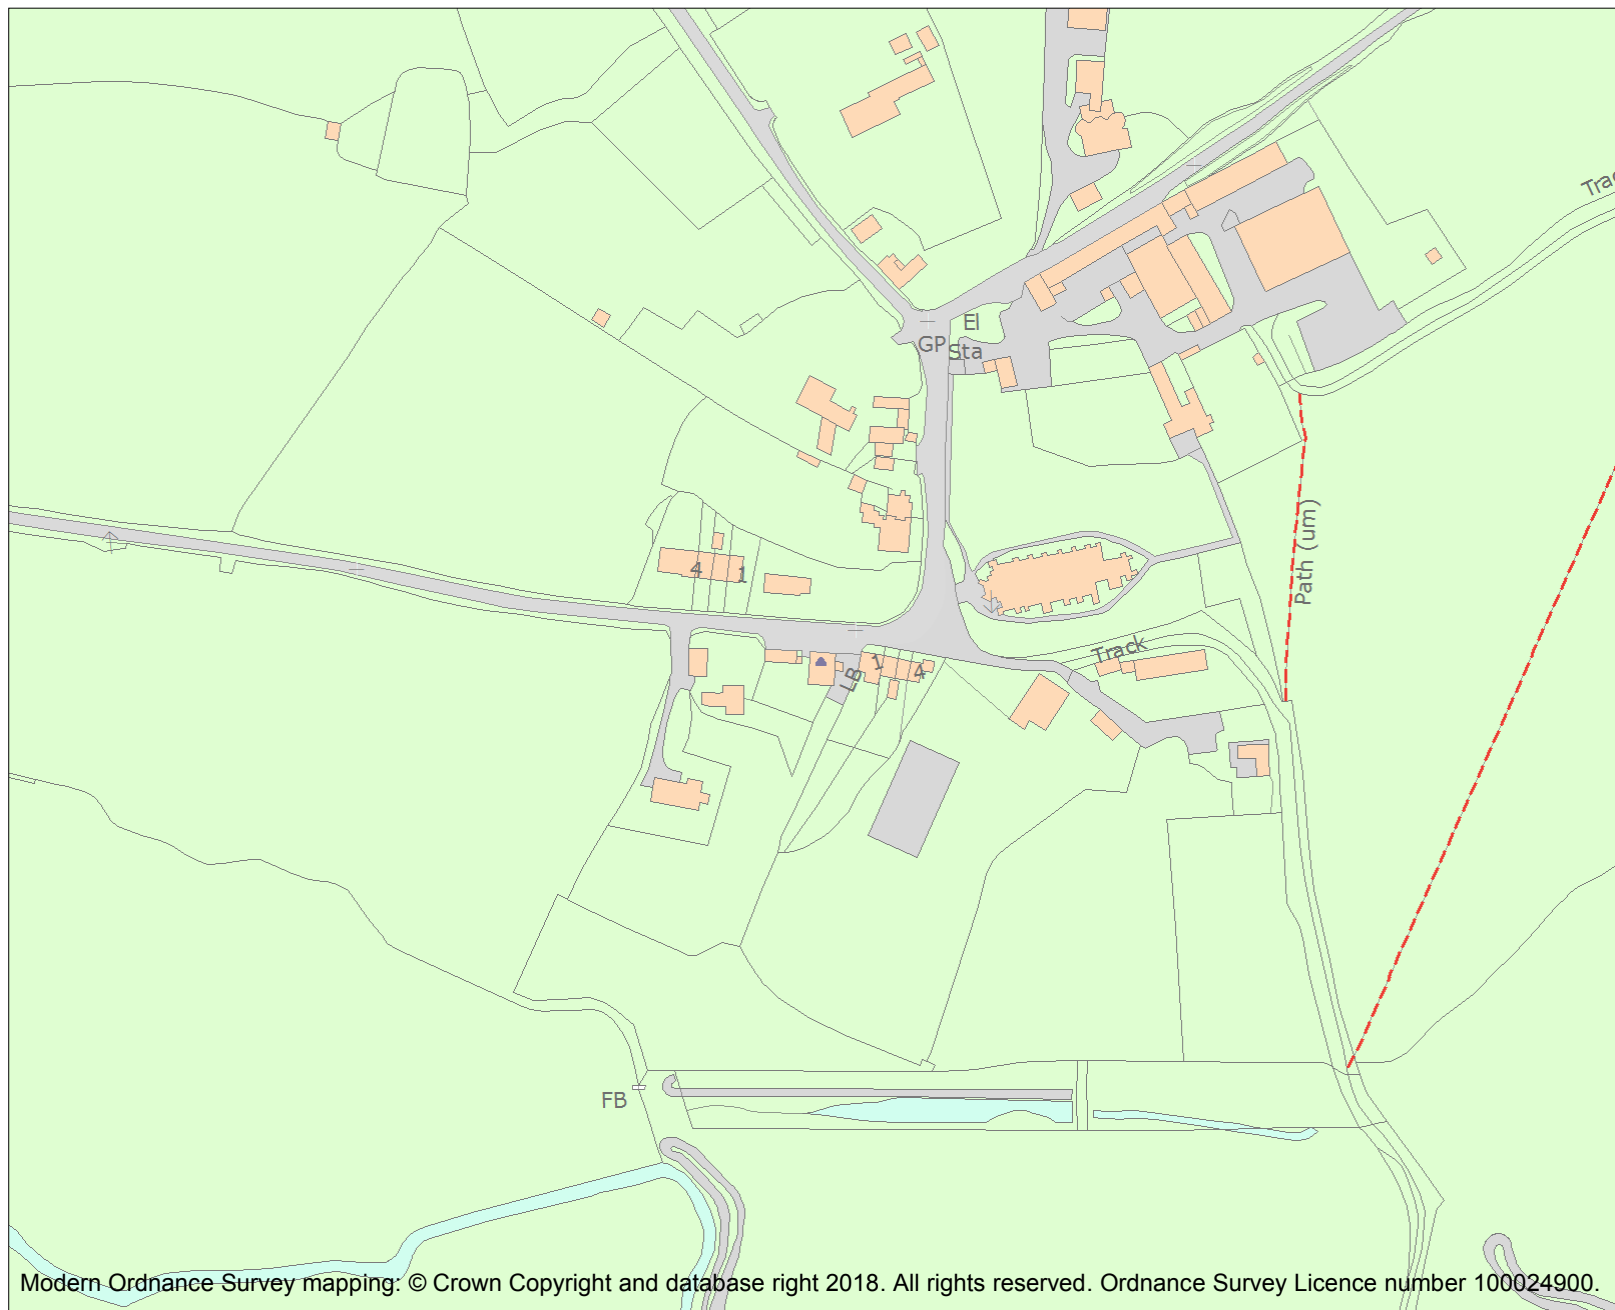 Trac
El
GP Sta
4
1
Path (um)
Track
1
4
LB
FB
Modern Ordnance Survey mapping: © Crown Copyright and database right 2018. All rights reserved. Ordnance Survey Licence number 100024900.